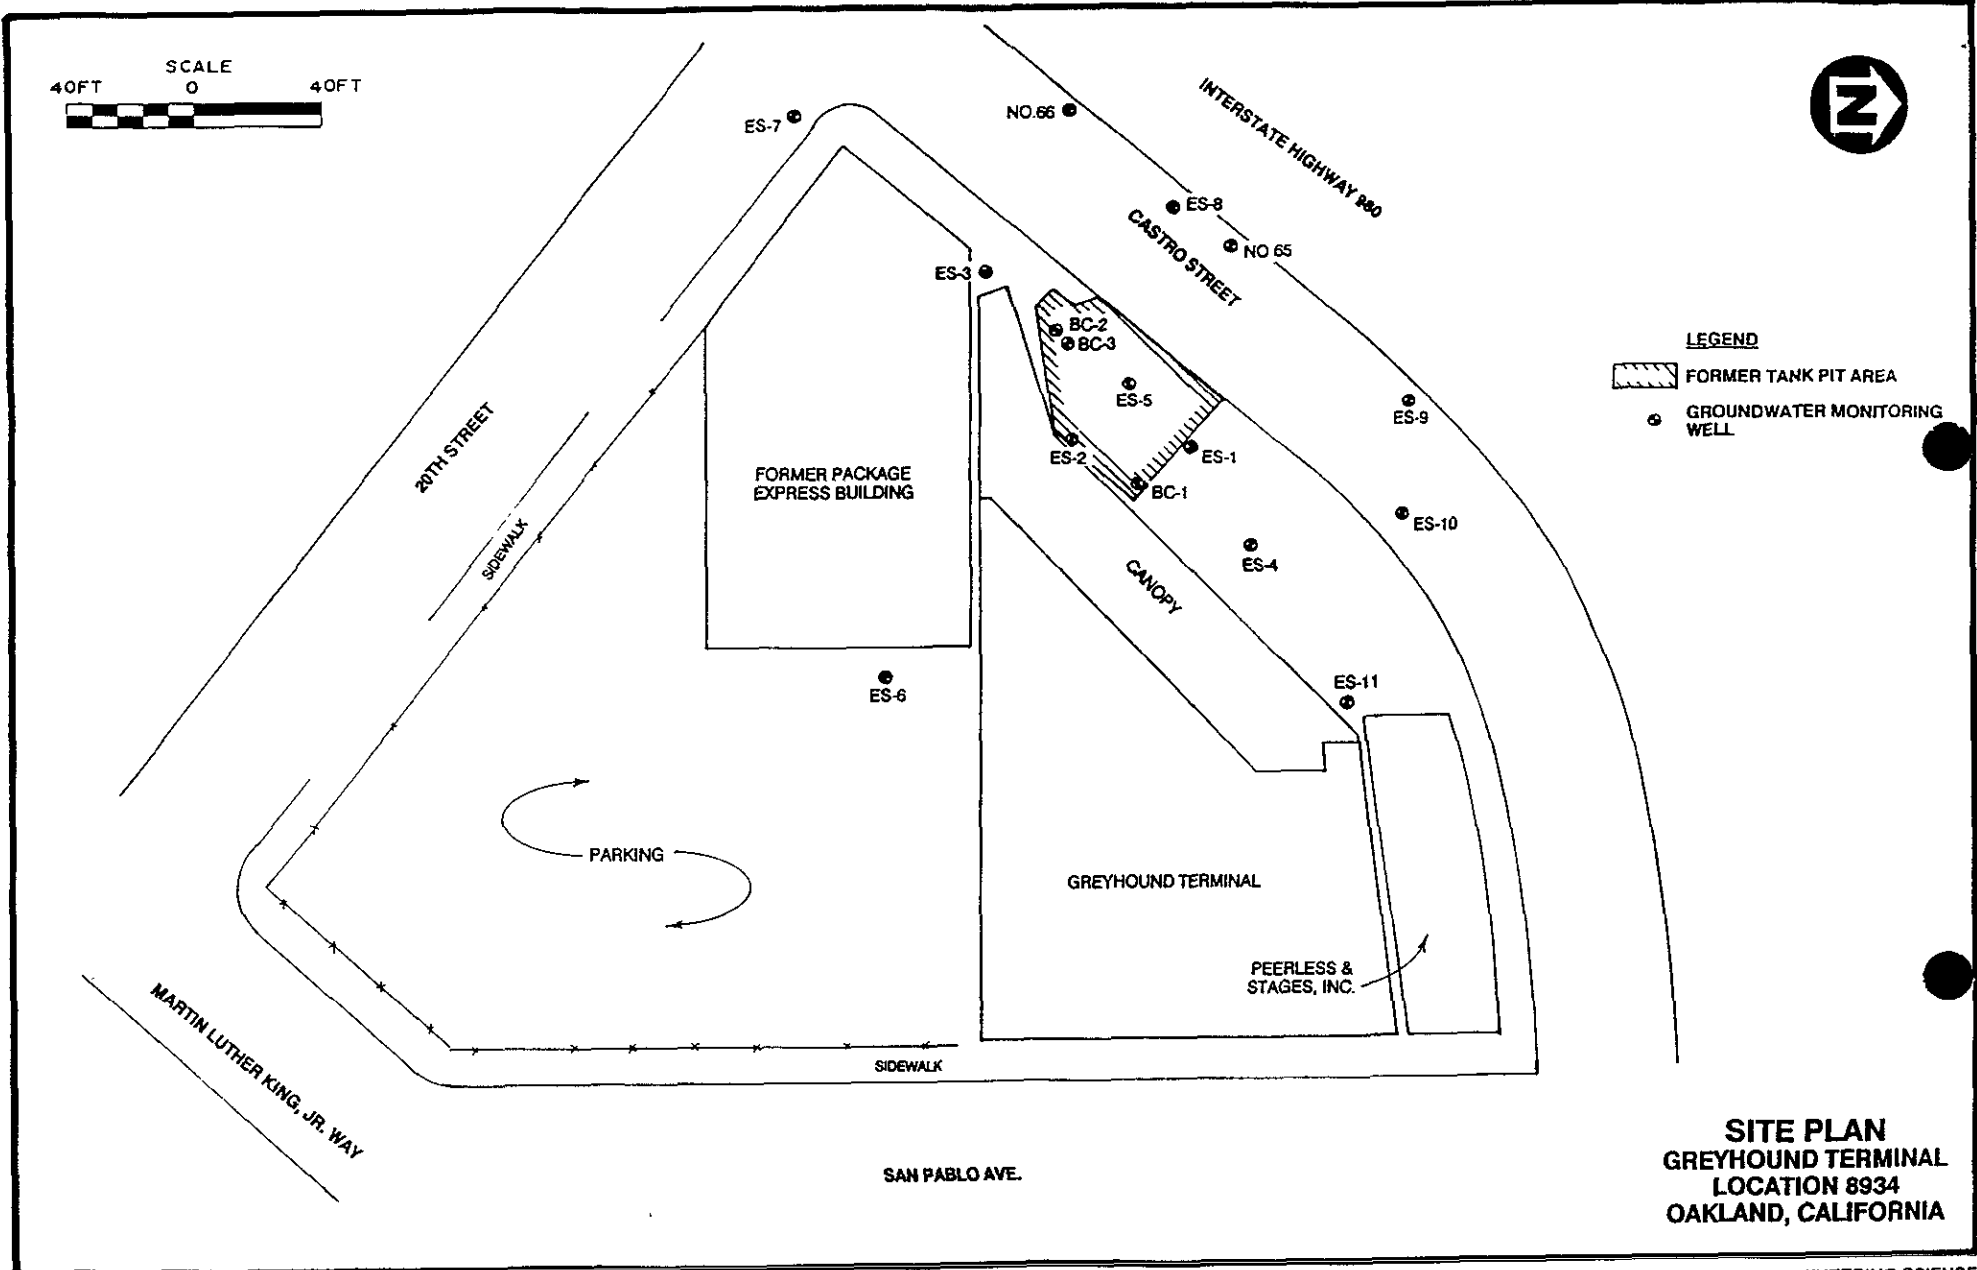 SCALE
40FT 0 40FT
N
INTERSTATE HIGHWAY 980
ES-7
NO.66
ES-8
CASTRO STREET
NO 65
ES-3
BC-2
BC-3
ES-5
ES-2
ES-1
BC-1
ES-9
ES-10
ES-4
LEGEND
FORMER TANK PIT AREA
GROUNDWATER MONITORING
WELL
20TH STREET
SIDEWALK
FORMER PACKAGE
EXPRESS BUILDING
CANOPY
ES-6
ES-11
PARKING
GREYHOUND TERMINAL
PEERLESS &
STAGES, INC.
SIDEWALK
MARTIN LUTHER KING, JR. WAY
SAN PABLO AVE.
SITE PLAN
GREYHOUND TERMINAL
LOCATION 8934
OAKLAND, CALIFORNIA